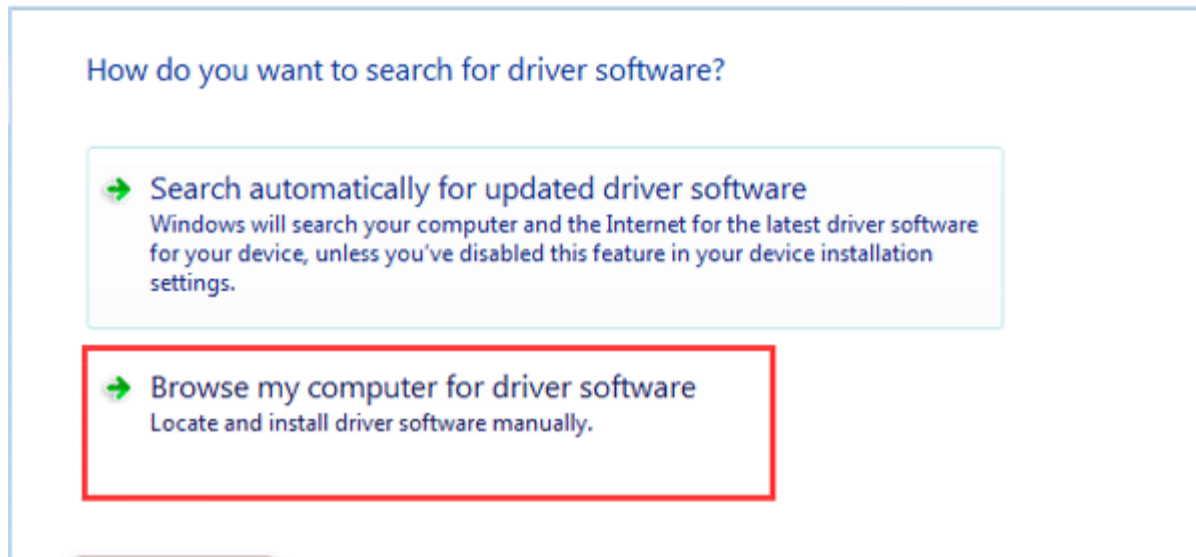 How do you want to search for driver software?
Search automatically for updated driver software
Windows will search your computer and the Internet for the latest driver software
for your device, unless you've disabled this feature in your device installation
settings.
Browse my computer for driver software
Locate and install driver software manually.